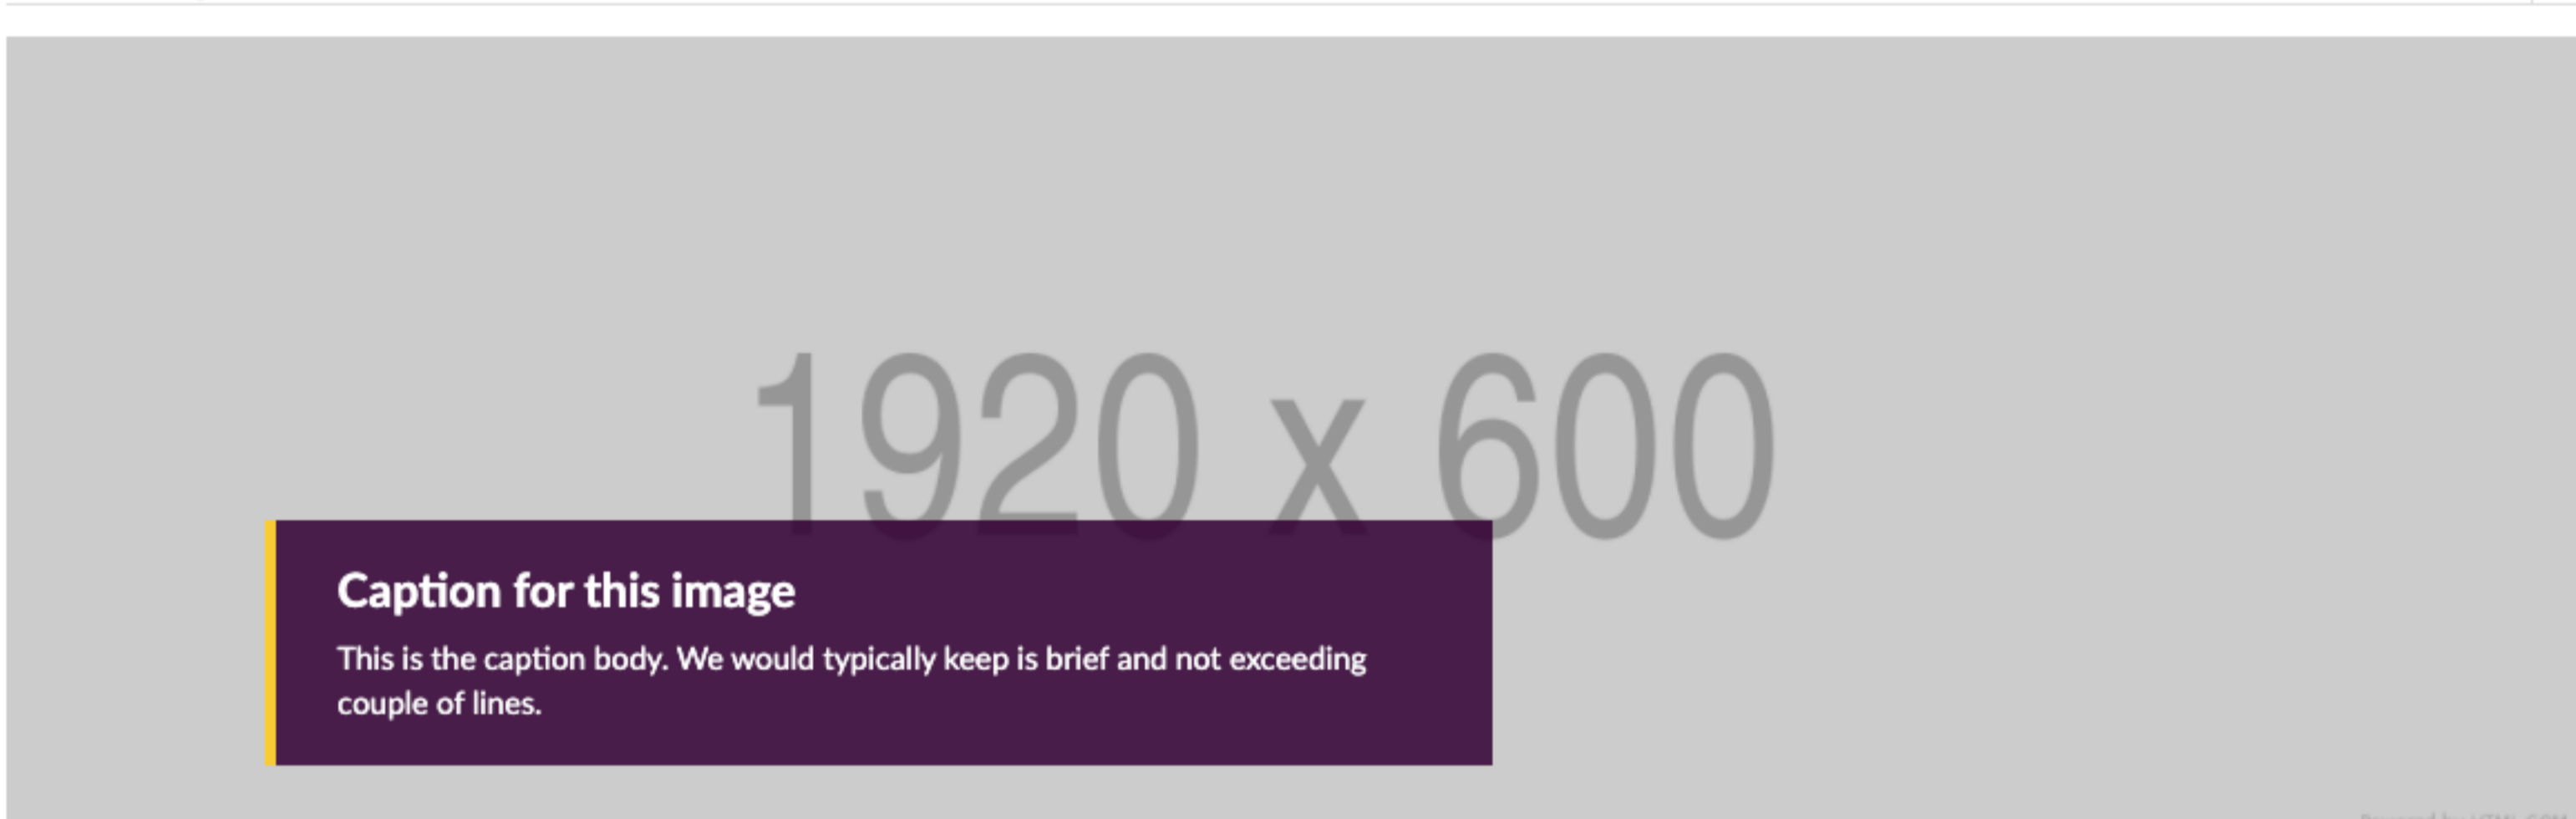 1920 x 600
Caption for this image
This is the caption body. We would typically keep is brief and not exceeding
couple of lines.